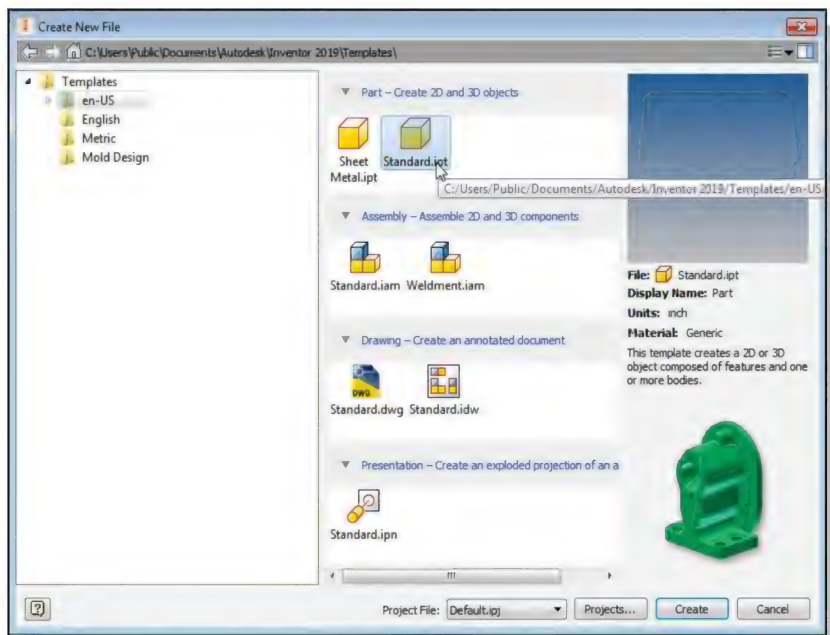 Create New File
C:\Users\Public\Documents\Autodesk\Inventor 2019\Templates\
Templates
en-US
English
Metric
Mold Design
Part – Create 2D and 3D objects
Sheet
Metal.ipt
Standard.ipt
C:/Users/Public/Documents/Autodesk/Inventor 2019/Templates/en-US
Assembly – Assemble 2D and 3D components
Standard.iam Weldment.iam
Drawing – Create an annotated document
DWG
Standard.dwg Standard.idw
Presentation – Create an exploded projection of an a
Standard.ipn
File: Standard.ipt
Display Name: Part
Units: inch
Material: Generic
This template creates a 2D or 3D
object composed of features and one
or more bodies.
Project File: Default.ipj Projects... Create Cancel